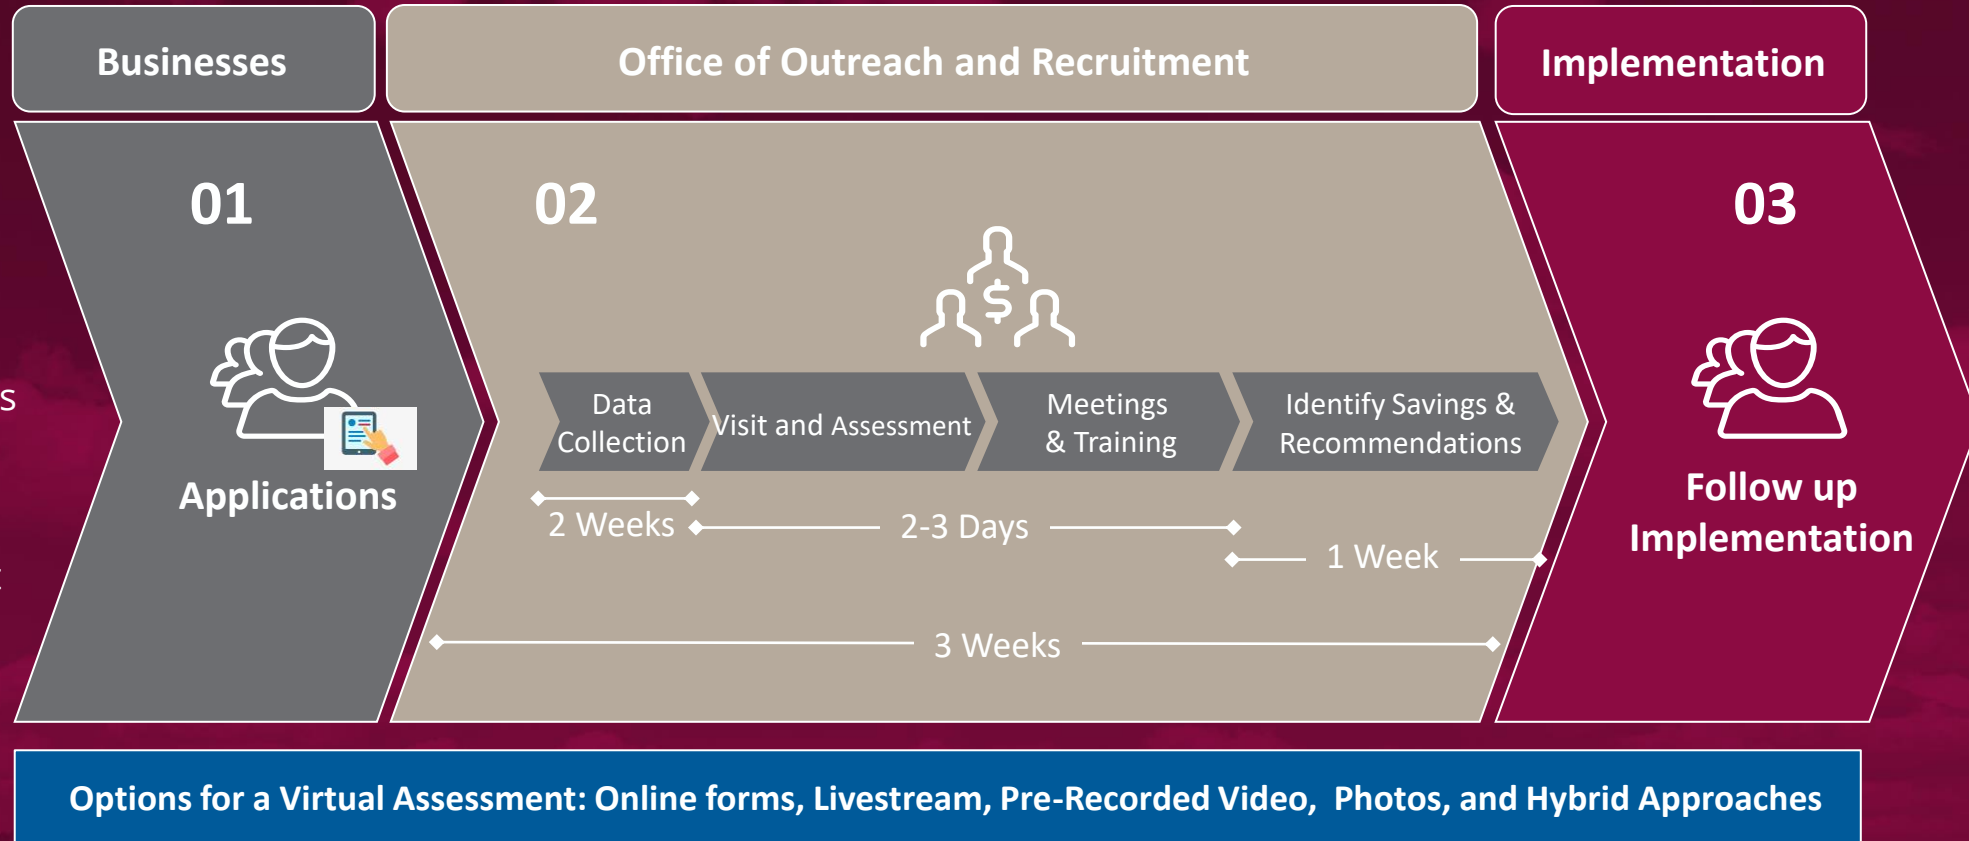 Businesses
Office of Outreach and Recruitment
Implementation
01
02
03
$
s
Data
Collection
Visit and Assessment
Meetings
& Training
Identify Savings &
Recommendations
Applications
Follow up
Implementation
2 Weeks
2-3 Days
1 Week
3 Weeks
Options for a Virtual Assessment: Online forms, Livestream, Pre-Recorded Video, Photos, and Hybrid Approaches